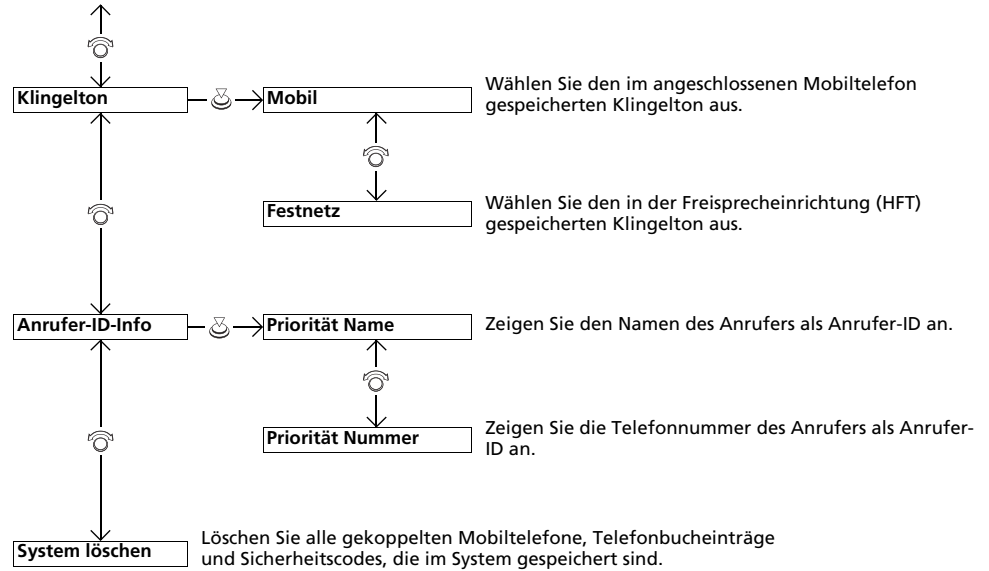 Klingelton
Mobil
Wählen Sie den im angeschlossenen Mobiltelefon
gespeicherten Klingelton aus.
Festnetz
Wählen Sie den in der Freisprecheinrichtung (HFT)
gespeicherten Klingelton aus.
Anrufer-ID-Info
Priorität Name
Zeigen Sie den Namen des Anrufers als Anrufer-ID an.
Priorität Nummer
Zeigen Sie die Telefonnummer des Anrufers als Anrufer-
ID an.
System löschen
Löschen Sie alle gekoppelten Mobiltelefone, Telefonbucheinträge
und Sicherheitscodes, die im System gespeichert sind.